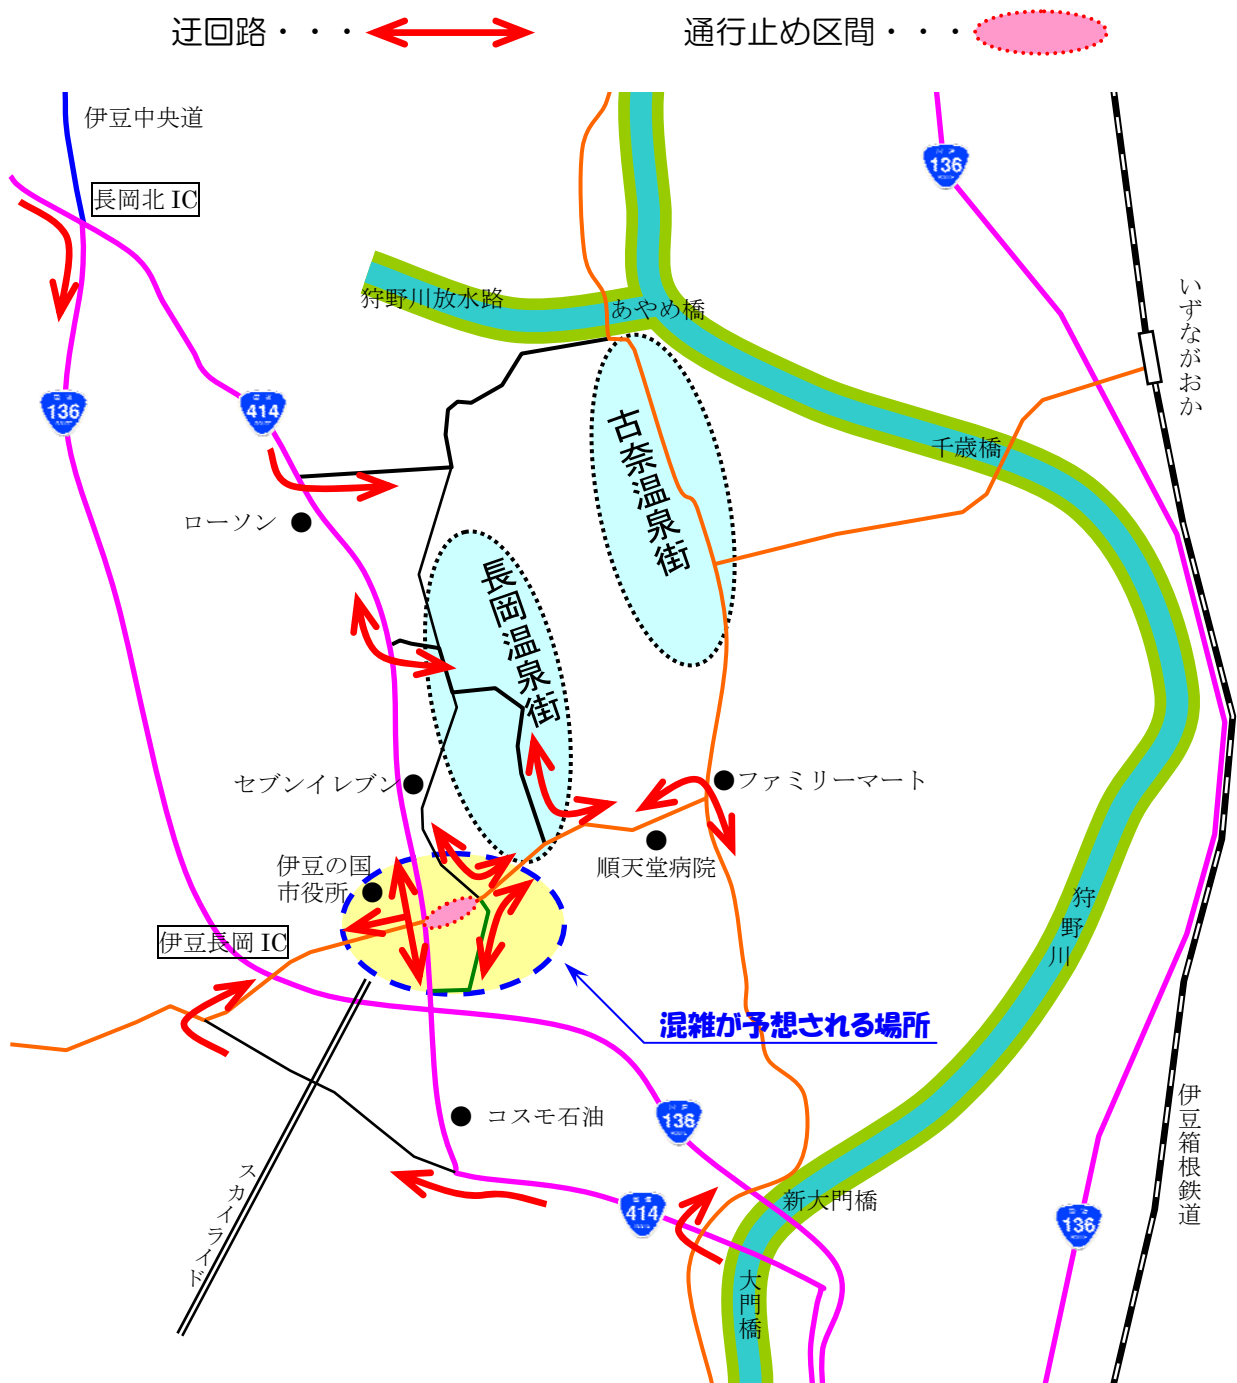 迂回路・・・
通行止め区間・・・
伊豆中央道
長岡北 IC
136
狩野川放水路
あやめ橋
いずながおか
136
414
古奈温泉街
千歳橋
ローソン
長岡温泉街
セブンイレブン
ファミリーマート
伊豆の国
市役所
順天堂病院
狩野川
伊豆長岡 IC
混雑が予想される場所
コスモ石油
136
伊豆箱根鉄道
スカイライド
新大門橋
414
136
大門橋